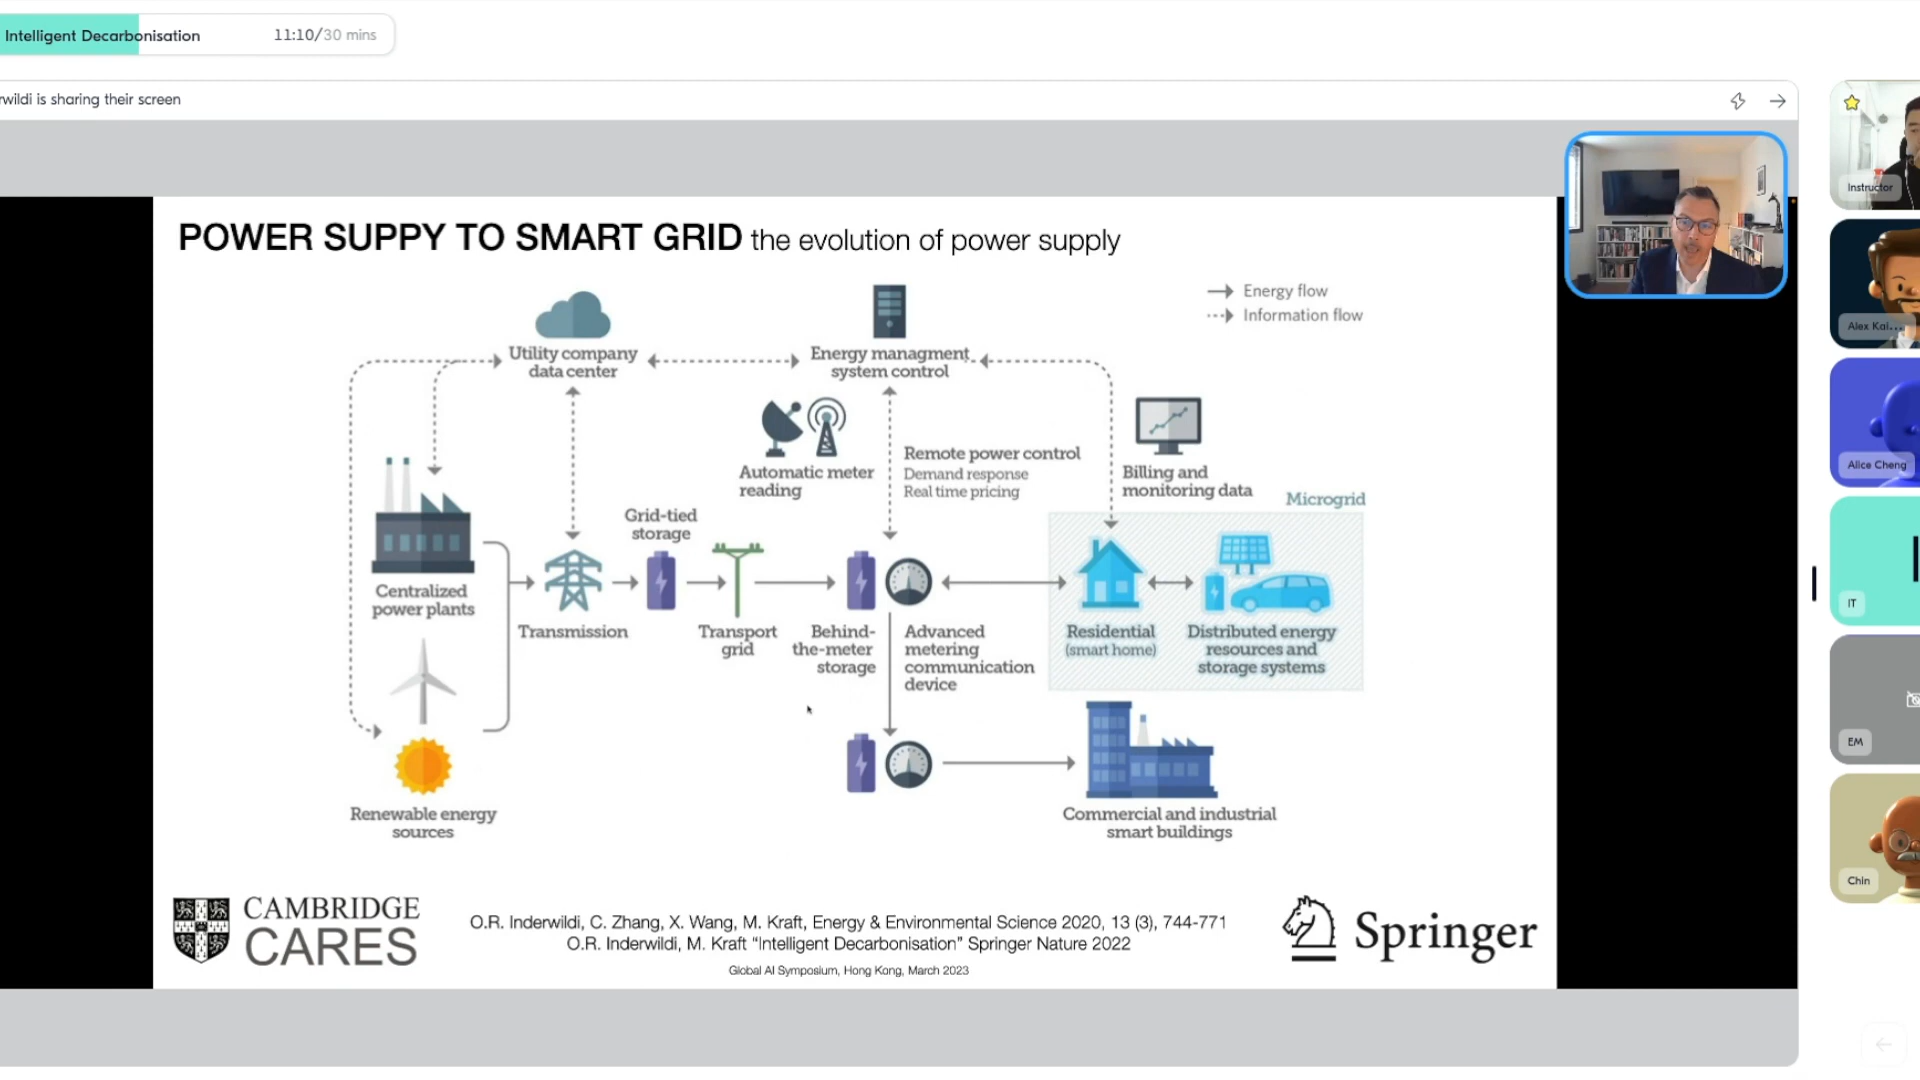 Intelligent Decarbonisation 11:10/30 mins
rwildi is sharing their screen
POWER SUPPY TO SMART GRID the evolution of power supply
Energy flow
Information flow
Utility company
data center
Energy managment
system control
Automatic meter
reading
Remote power control
Demand response
Real time pricing
Billing and
monitoring data
Microgrid
Grid-tied
storage
Centralized
power plants
Transmission
Transport
grid
Behind-
the-meter
storage
Advanced
metering
communication
device
Residential
(smart home)
Distributed energy
resources and
storage systems
Renewable energy
sources
Commercial and industrial
smart buildings
CAMBRIDGE
CARES
O.R. Inderwildi, C. Zhang, X. Wang, M. Kraft, Energy & Environmental Science 2020, 13 (3), 744-771
O.R. Inderwildi, M. Kraft “Intelligent Decarbonisation” Springer Nature 2022
Global AI Symposium, Hong Kong, March 2023
Springer
Instructor
Alex Kai...
Alice Cheng
I
IT
EM
Chin